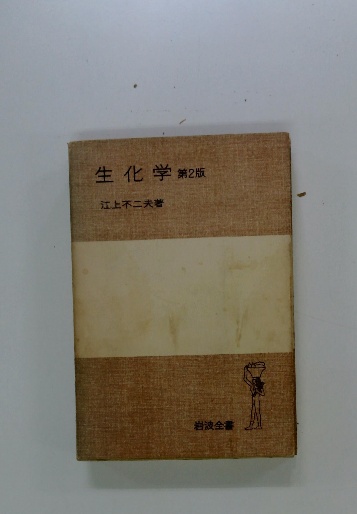 生化学 第2版
江上不二夫著
岩波全書